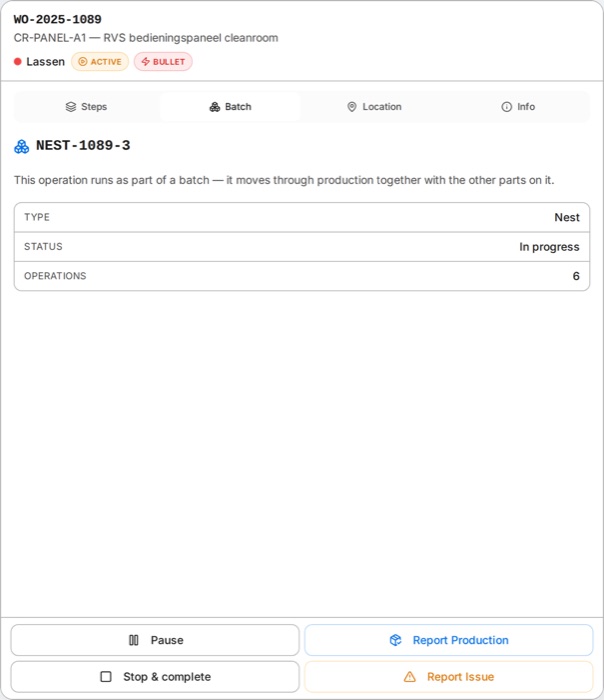 WO-2025-1089
CR-PANEL-A1 — RVS bedieningspaneel cleanroom
Lassen ACTIVE BULLET
Steps Batch Location Info
NEST-1089-3
This operation runs as part of a batch — it moves through production together with the other parts on it.
TYPE Nest
STATUS In progress
OPERATIONS 6
Pause Report Production
Stop & complete Report Issue